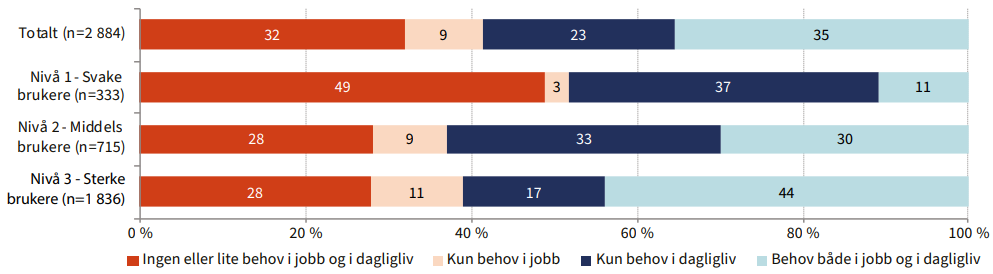 Totalt (n=2 884)
32 9 23 35
Nivå 1 - Svake
brukere (n=333)
49 3 37 11
Nivå 2 - Middels
brukere (n=715)
28 9 33 30
Nivå 3 - Sterke
brukere (n=1 836)
28 11 17 44
0 % 20 % 40 % 60 % 80 % 100 %
Ingen eller lite behov i jobb og i dagligliv Kun behov i jobb Kun behov i dagligliv Behov både i jobb og i dagligliv